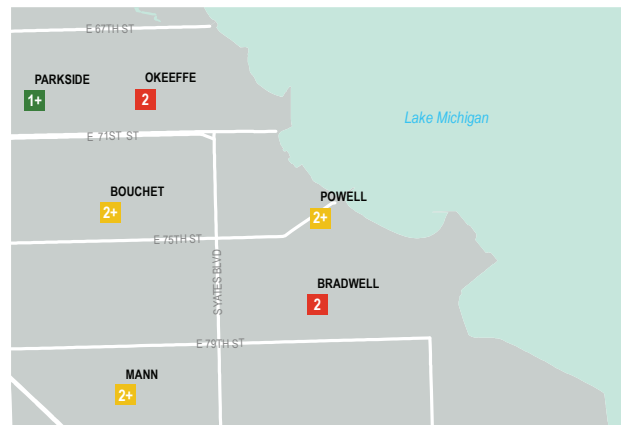 E 67TH ST
PARKSIDE
OKEEFFE
1+
2
Lake Michigan
E 71ST ST
BOUCHET
POWELL
2+
2+
E 75TH ST
S YATES BLVD
BRADWELL
2
E 79TH ST
MANN
2+